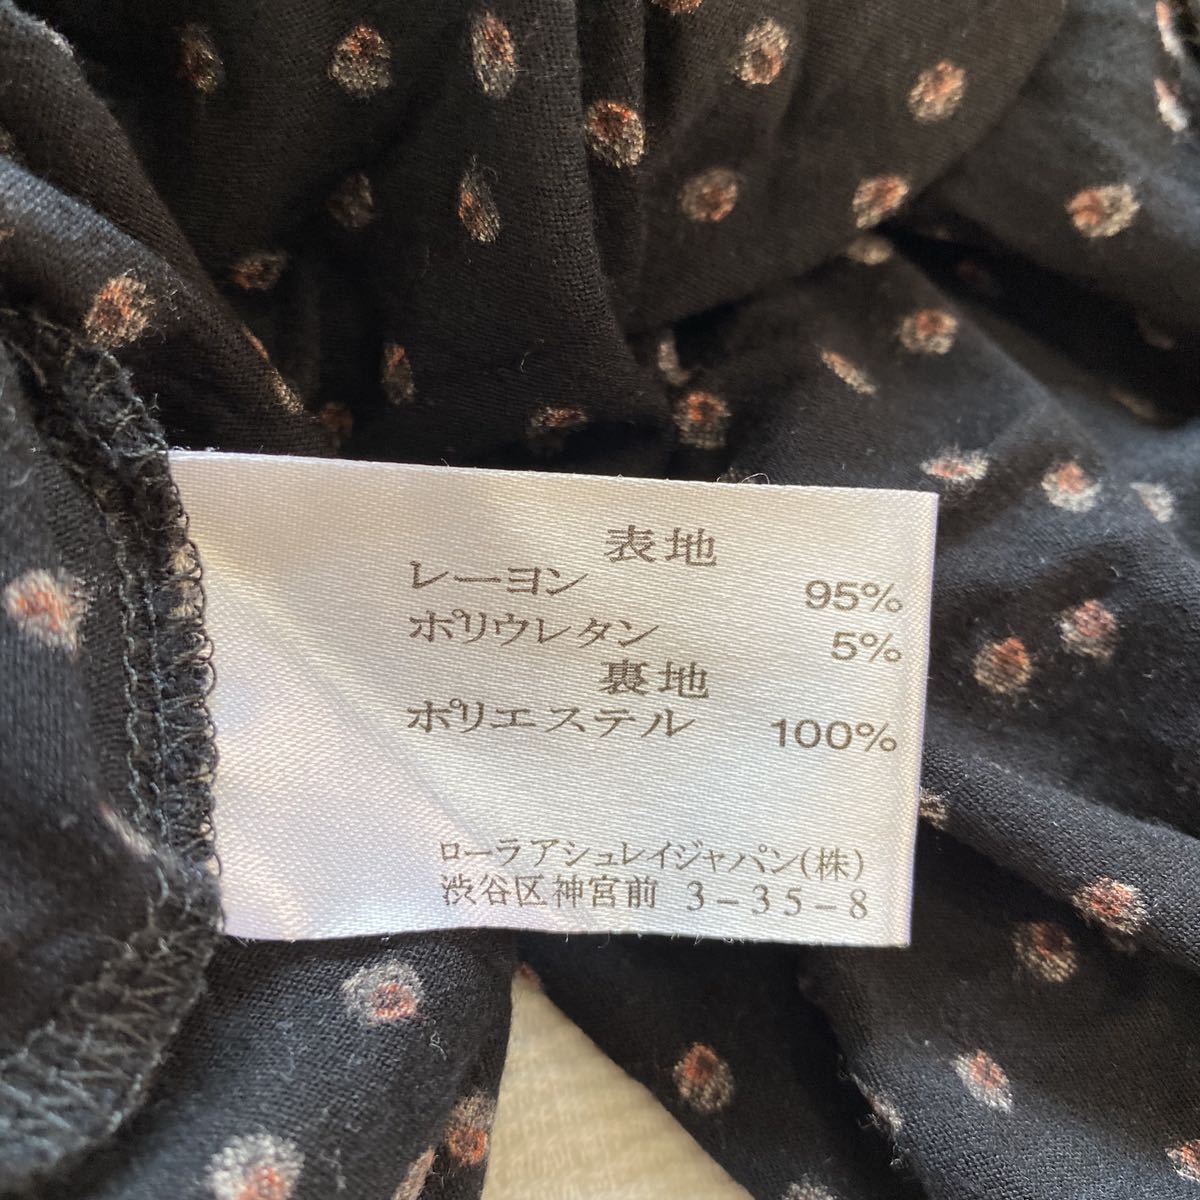 表地
レーヨン 95%
ポリウレタン 5%
裏地
ポリエステル 100%
ローラアシュレイジャパン(株)
渋谷区神宮前 3-35-8